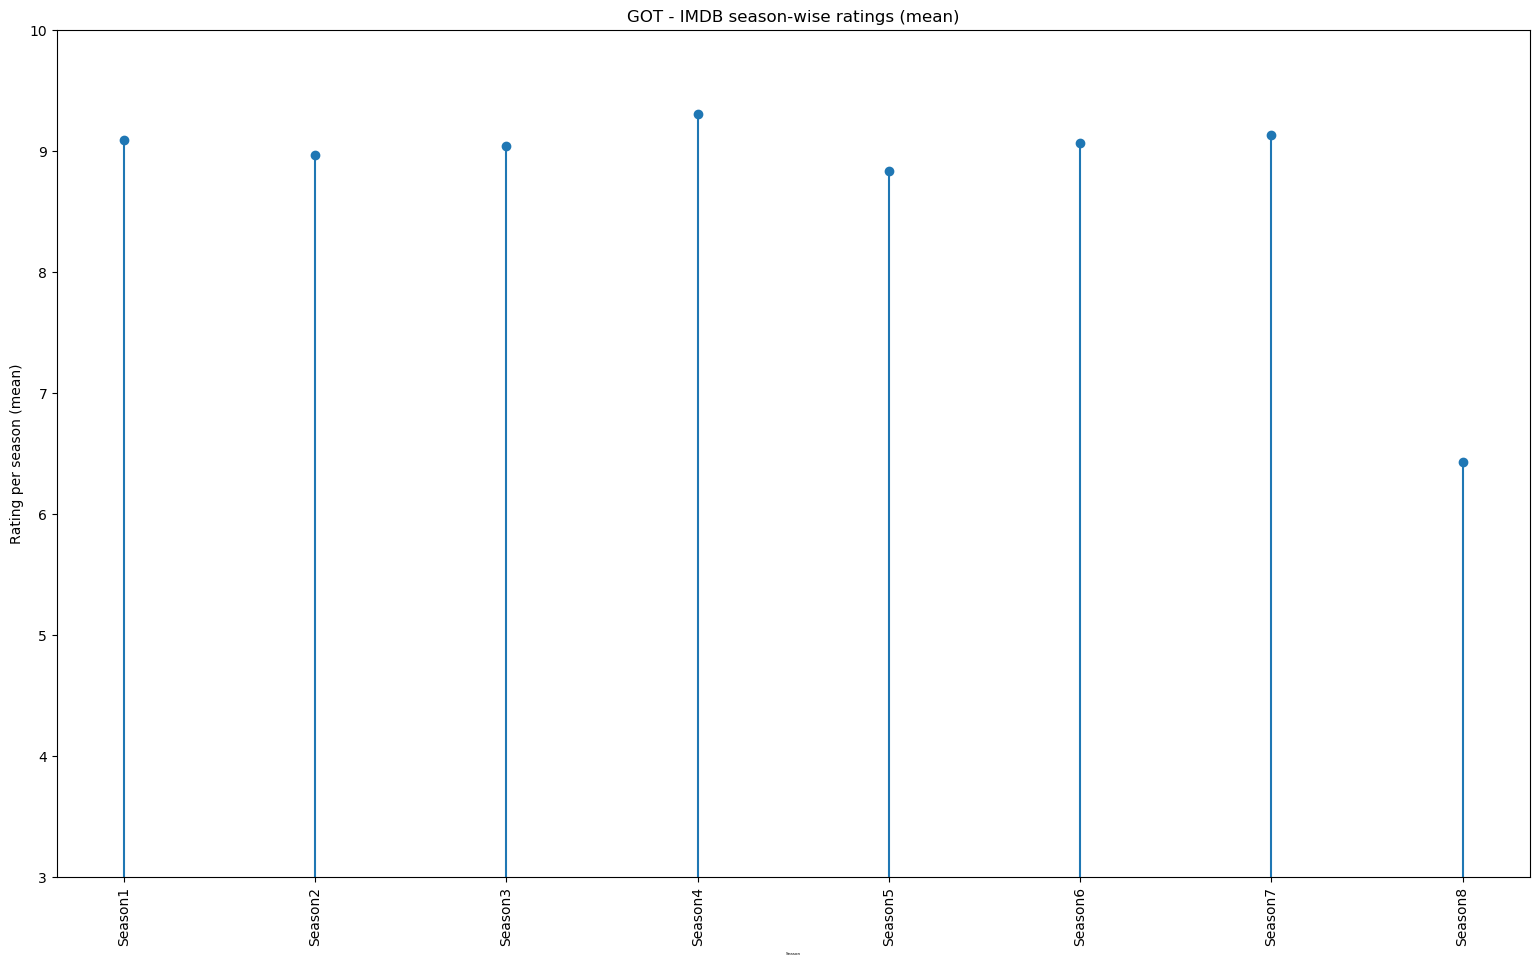 GOT - IMDB season-wise ratings (mean)
Rating per season (mean)
10
9
8
7
6
5
4
3
Season1
Season2
Season3
Season4
Season5
Season6
Season7
Season8
Season